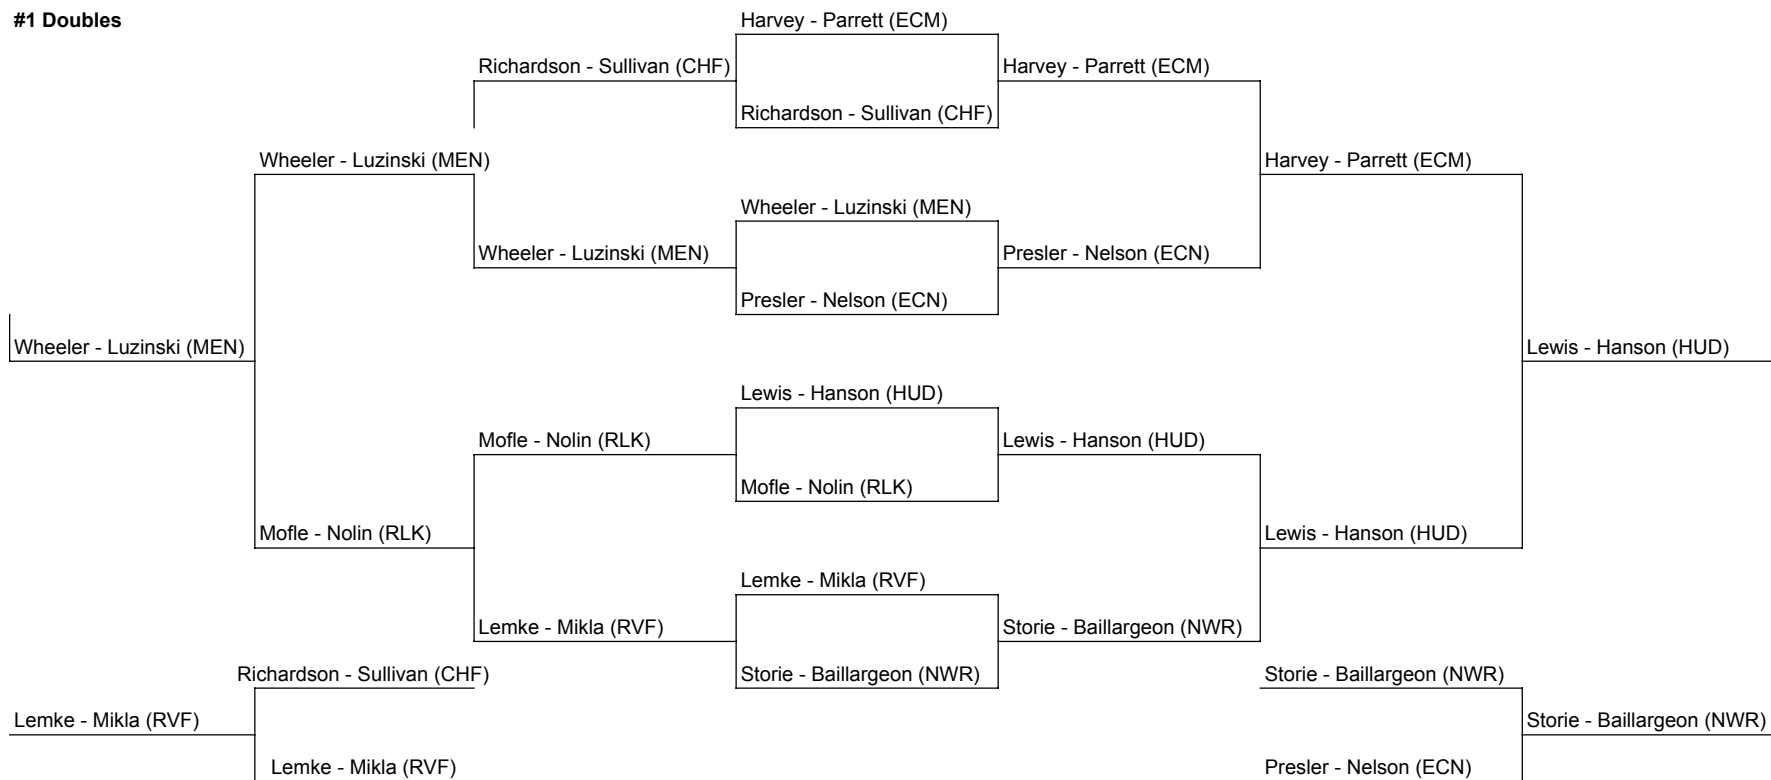 #1 Doubles
Harvey - Parrett (ECM)
Richardson - Sullivan (CHF)
Harvey - Parrett (ECM)
Richardson - Sullivan (CHF)
Wheeler - Luzinski (MEN)
Harvey - Parrett (ECM)
Wheeler - Luzinski (MEN)
Wheeler - Luzinski (MEN)
Presler - Nelson (ECN)
Presler - Nelson (ECN)
Wheeler - Luzinski (MEN)
Lewis - Hanson (HUD)
Lewis - Hanson (HUD)
Mofle - Nolin (RLK)
Lewis - Hanson (HUD)
Mofle - Nolin (RLK)
Mofle - Nolin (RLK)
Lewis - Hanson (HUD)
Lemke - Mikla (RVF)
Lemke - Mikla (RVF)
Storie - Baillargeon (NWR)
Richardson - Sullivan (CHF)
Storie - Baillargeon (NWR)
Storie - Baillargeon (NWR)
Lemke - Mikla (RVF)
Storie - Baillargeon (NWR)
Lemke - Mikla (RVF)
Presler - Nelson (ECN)